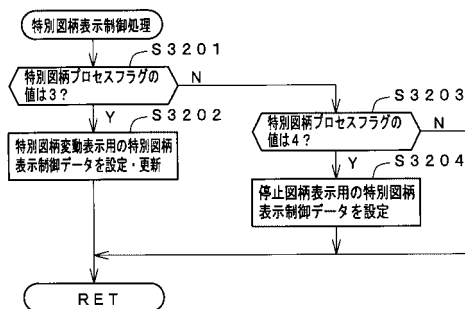 特別図柄表示制御処理
S3201
特別図柄プロセスフラグの
値は3?
N
Y
S3202
特別図柄変動表示用の特別図柄
表示制御データを設定・更新
S3203
特別図柄プロセスフラグの
値は4?
N
Y
S3204
停止図柄表示用の特別図柄
表示制御データを設定
RET